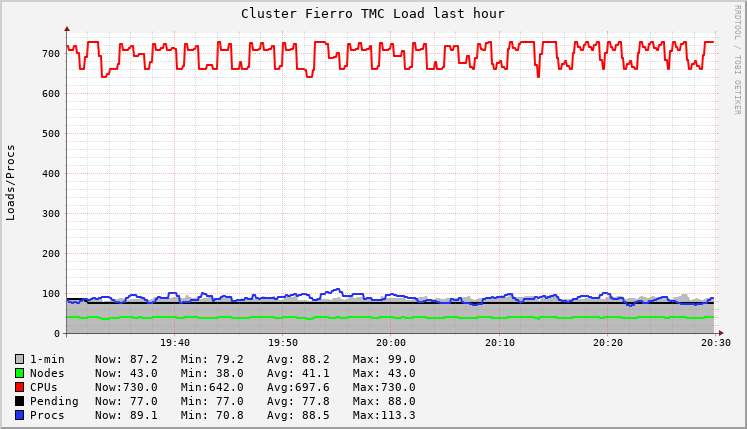 Cluster Fierro TMC Load last hour
RRDTOOL / TOBI OETIKER
Loads/Procs
700
600
500
400
300
200
100
0
19:40 19:50 20:00 20:10 20:20 20:30
1-min Now: 87.2 Min: 79.2 Avg: 88.2 Max: 99.0
Nodes Now: 43.0 Min: 38.0 Avg: 41.1 Max: 43.0
CPUs Now:730.0 Min:642.0 Avg:697.6 Max:730.0
Pending Now: 77.0 Min: 77.0 Avg: 77.8 Max: 88.0
Procs Now: 89.1 Min: 70.8 Avg: 88.5 Max:113.3